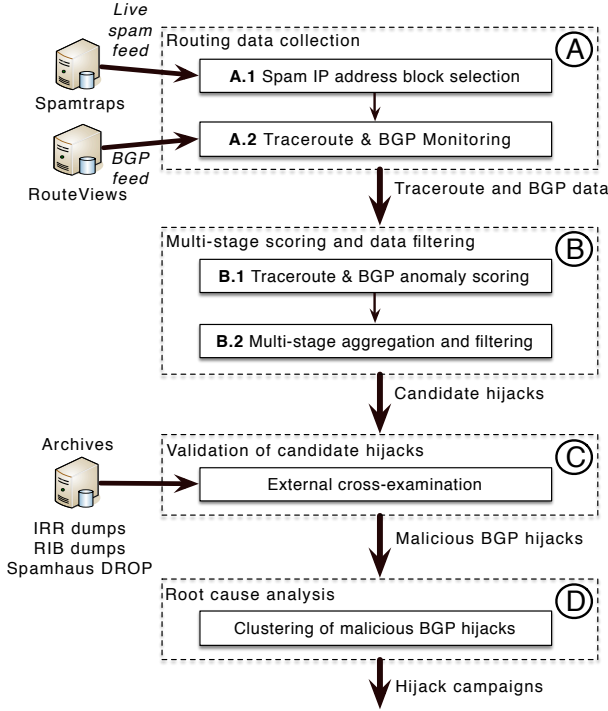 Live
spam
feed
Spamtraps
Routing data collection
A
A.1 Spam IP address block selection
A.2 Traceroute & BGP Monitoring
BGP
feed
RouteViews
Traceroute and BGP data
Multi-stage scoring and data filtering
B
B.1 Traceroute & BGP anomaly scoring
B.2 Multi-stage aggregation and filtering
Candidate hijacks
Archives
IRR dumps
RIB dumps
Spamhaus DROP
Validation of candidate hijacks
C
External cross-examination
Malicious BGP hijacks
Root cause analysis
D
Clustering of malicious BGP hijacks
Hijack campaigns